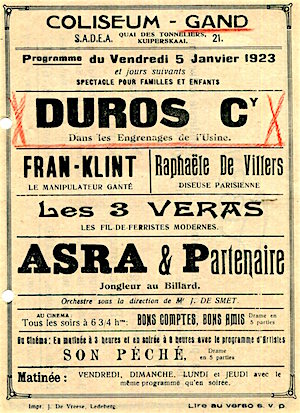 COLISEUM - GAND
S.A.D.E.A. QUAI DES TONNELIERS, KUIPERSKAAI. 21.
Programme du Vendredi 5 Janvier 1923
et jours suivants
SPECTACLE POUR FAMILLES ET ENFANTS
DUROS Cy
Dans les Engrenages de l'Usine.
FRAN-KLINT
LE MANIPULATEUR GANTÉ
Raphaële De Villers
DISEUSE PARISIENNE
Les 3 VERAS
LES FIL-DE-FERRISTES MODERNES.
ASRA & Partenaire
Jongleur au Billard.
Orchestre sous la direction de Mr J. DE SMET.
AU CINEMA:
Tous les soirs à 6 3/4 hres: BONS COMPTES, BONS AMIS Drame en 5 parties
Au Cinéma: En matinée à 3 heures et en soirée à 9 heures avec le programme d'Artistes
SON PÉCHÉ, Drame en 5 parties
Matinée: VENDREDI, DIMANCHE, LUNDI et JEUDI avec le même programme qu'en soirée.
Impr. J. De Vreese, Ledeberg. Lire au verso s. v. p.